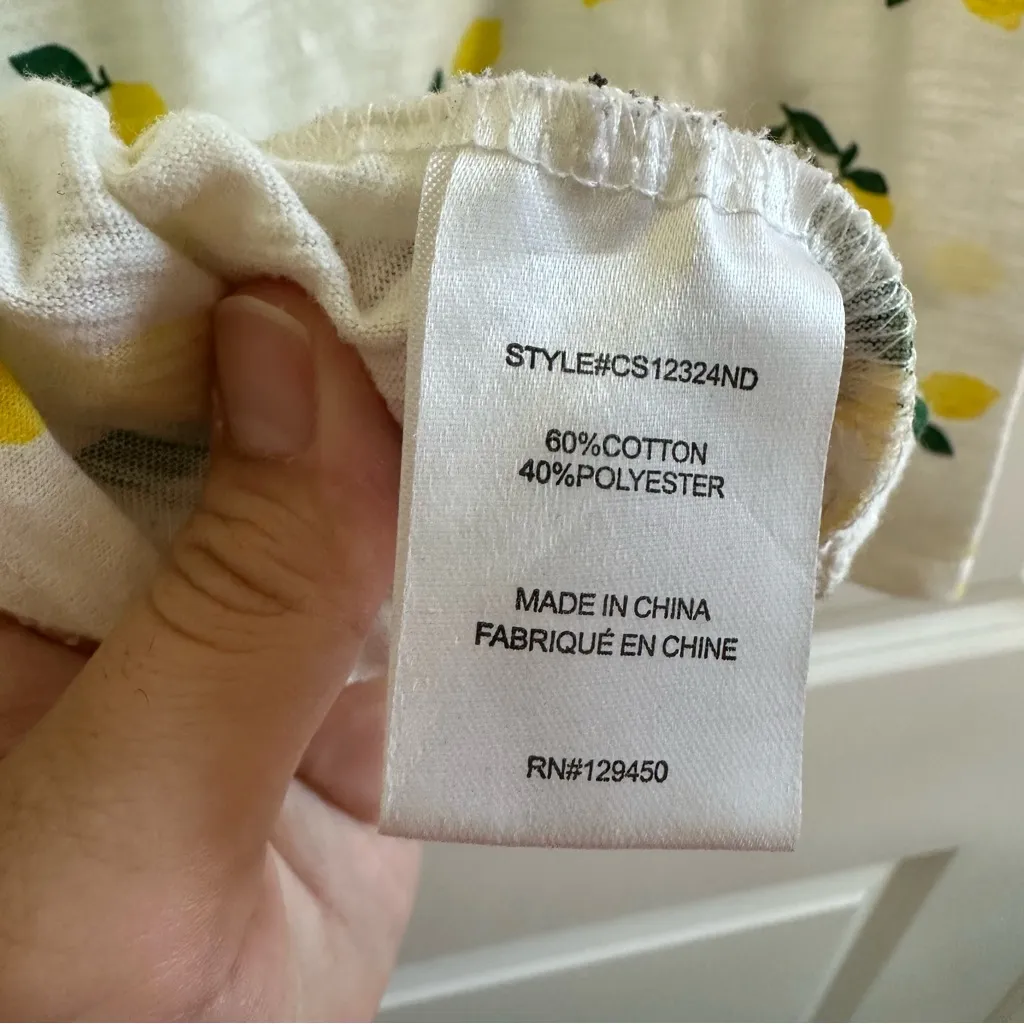 STYLE#CS12324ND
60%COTTON
40%POLYESTER
MADE IN CHINA
FABRIQUÉ EN CHINE
RN#129450